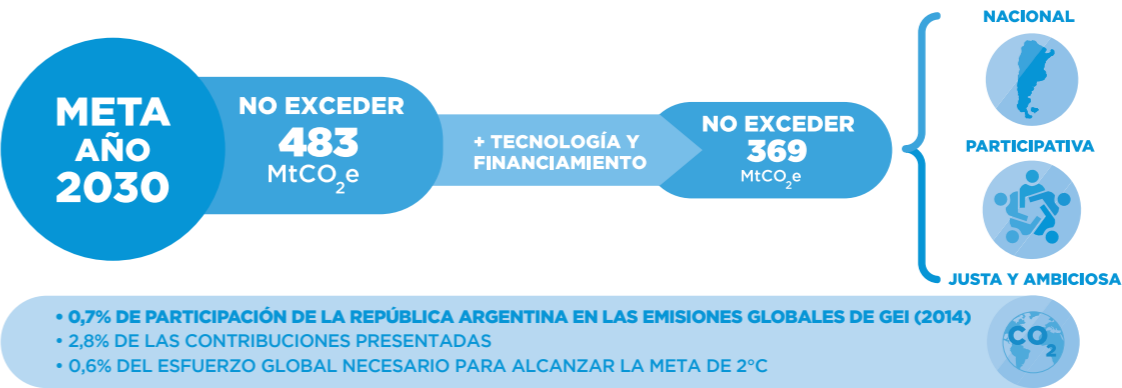 META
AÑO
2030
NO EXCEDER
483
MtCO₂e
+ TECNOLOGÍA Y
FINANCIAMIENTO
NO EXCEDER
369
MtCO₂e
NACIONAL
PARTICIPATIVA
JUSTA Y AMBICIOSA
CO₂
• 0,7% DE PARTICIPACIÓN DE LA REPÚBLICA ARGENTINA EN LAS EMISIONES GLOBALES DE GEI (2014)
• 2,8% DE LAS CONTRIBUCIONES PRESENTADAS
• 0,6% DEL ESFUERZO GLOBAL NECESARIO PARA ALCANZAR LA META DE 2°C